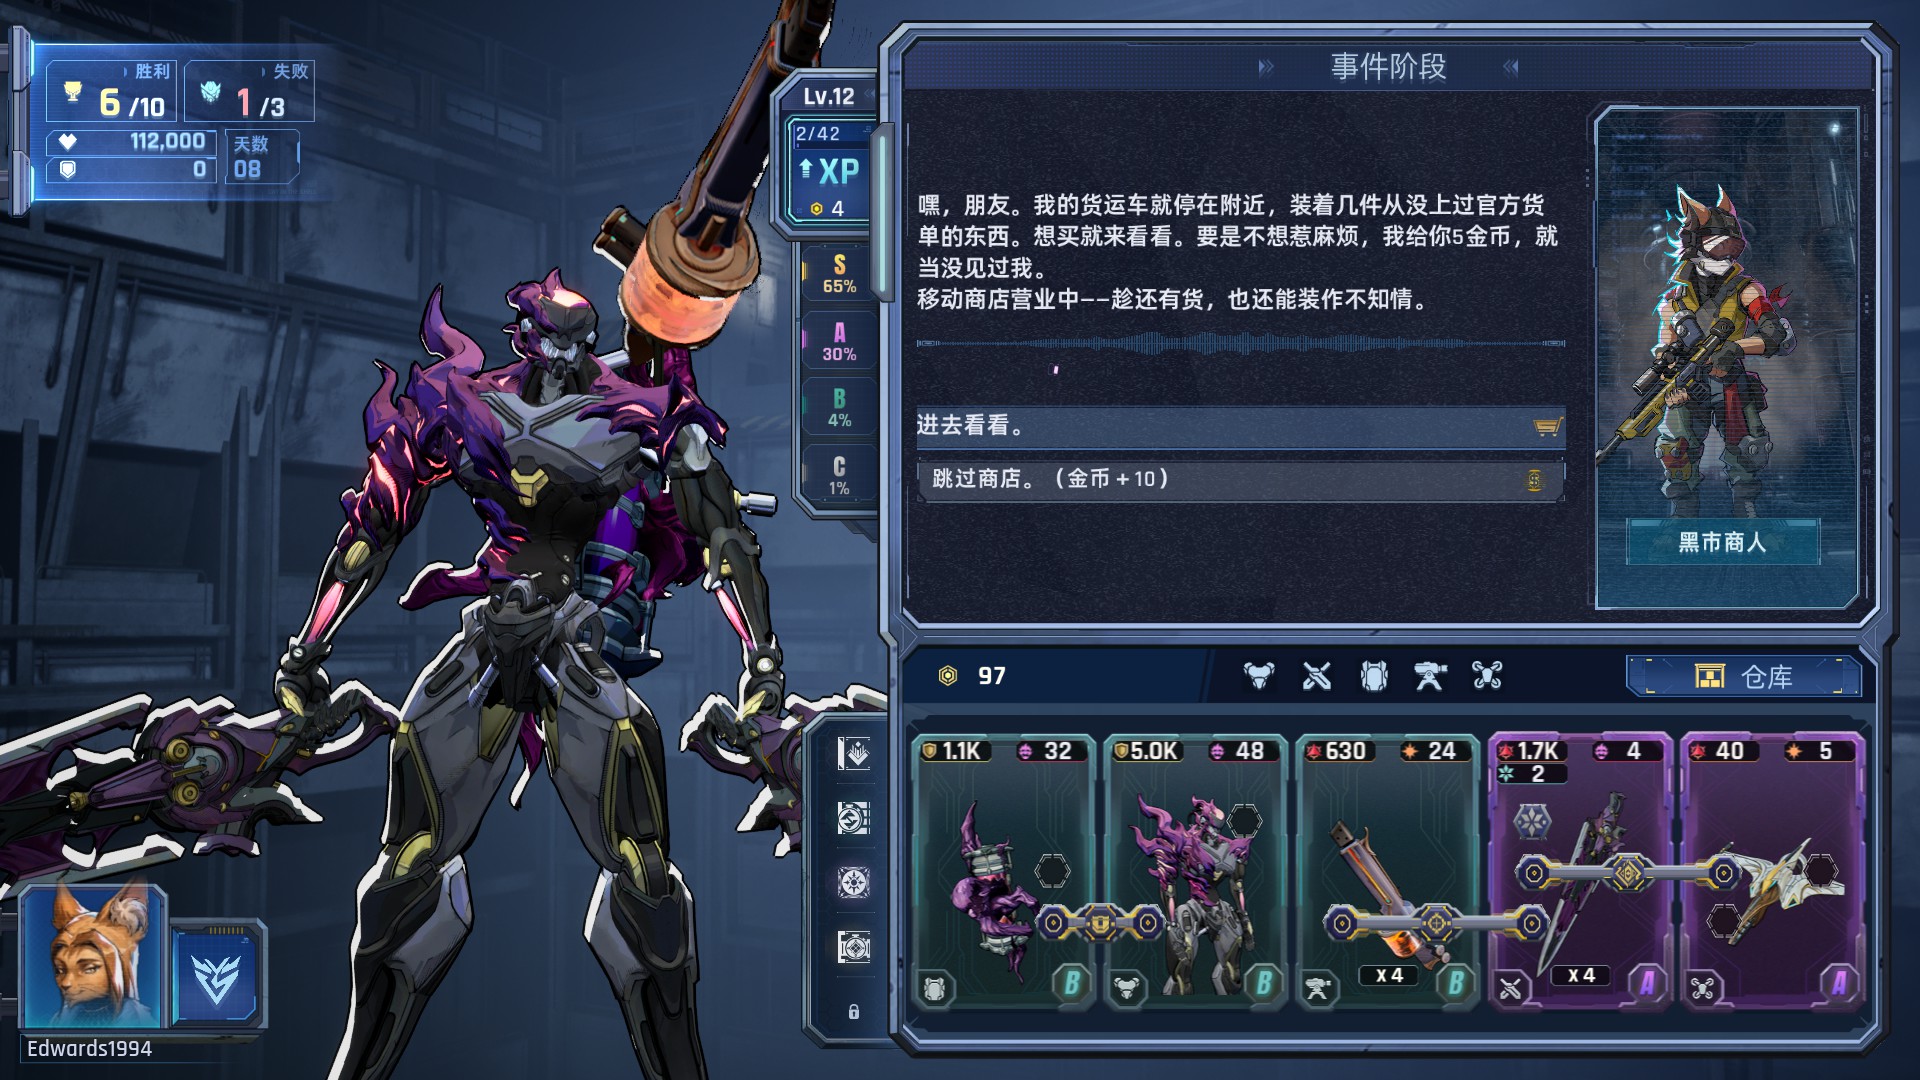 胜利
6/10
失败
1/3
112,000
0
天数
08
Lv.12
2/42
XP
4
S
65%
A
30%
B
4%
C
1%
事件阶段
嘿，朋友。我的货运车就停在附近，装着几件从没上过官方货
单的东西。想买就来看看。要是不想惹麻烦，我给你5金币，就
当没见过我。
移动商店营业中--趁还有货，也还能装作不知情。
进去看看。
跳过商店。（金币+10）
黑市商人
97
仓库
1.1K 32
B
5.0K 48
B
630 24
x4
B
1.7K 4
2
x4
A
40 5
A
Edwards1994